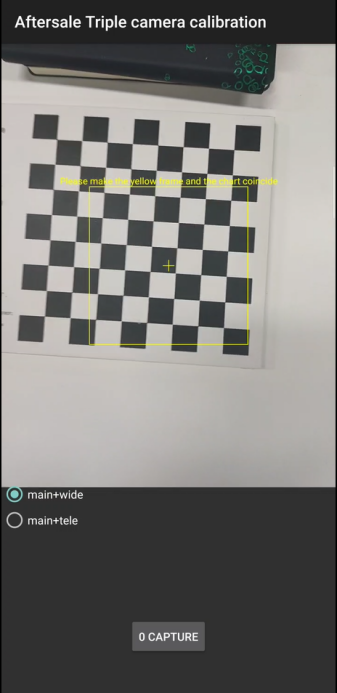 Aftersale Triple camera calibration
Please make the yellow frame and the chart coincide
main+wide
main+tele
0 CAPTURE